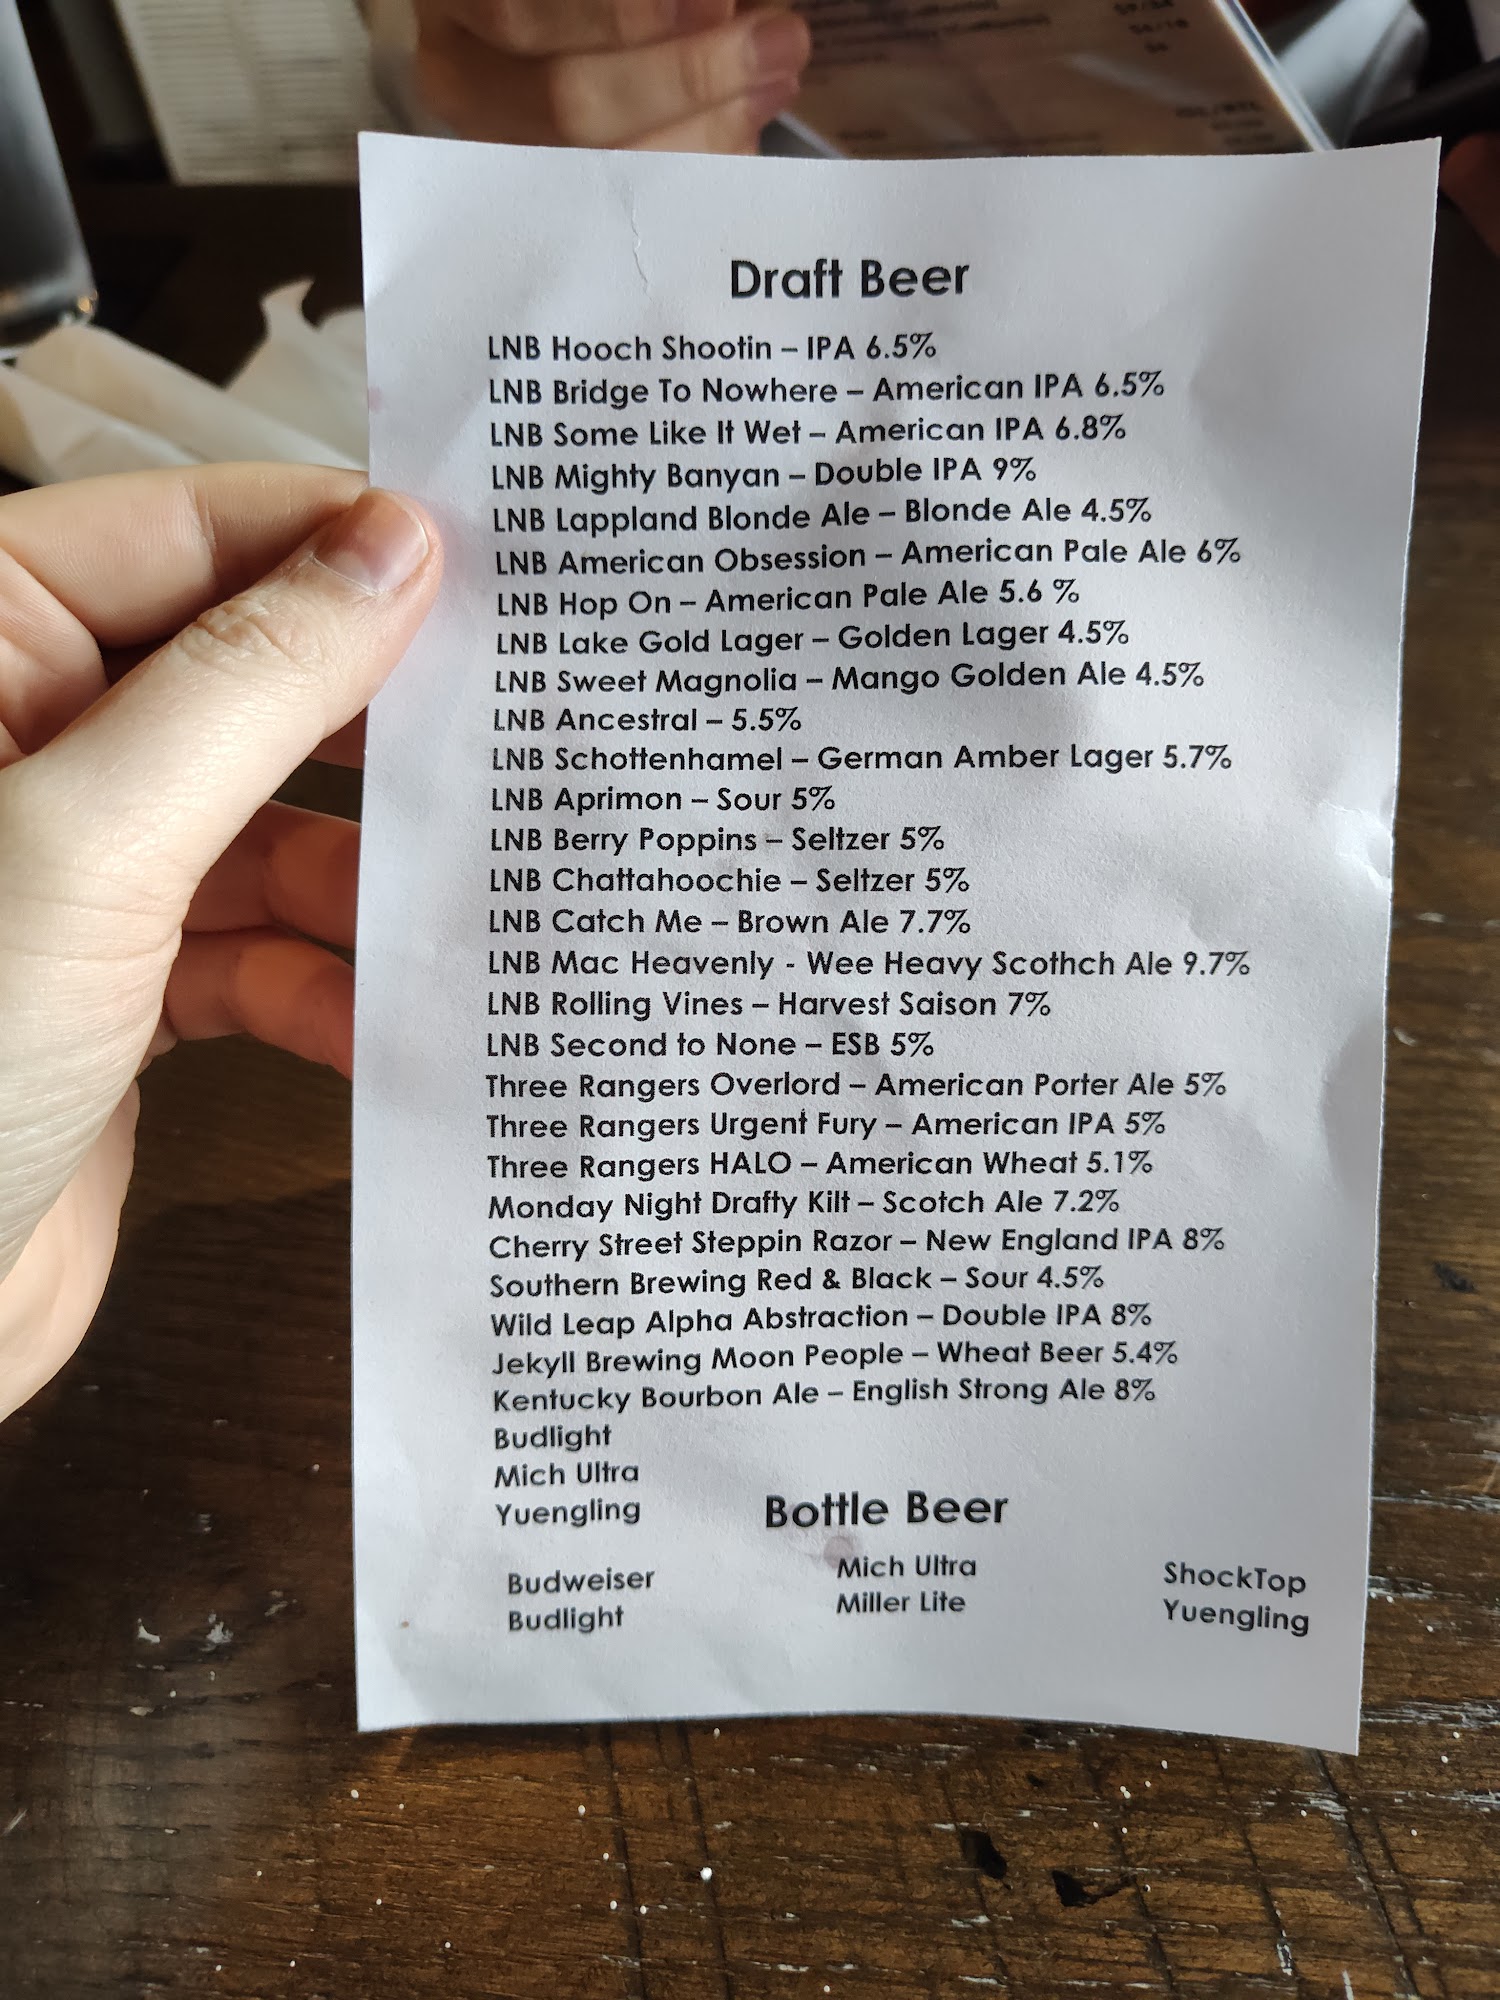 Draft Beer
LNB Hooch Shootin – IPA 6.5%
LNB Bridge To Nowhere – American IPA 6.5%
LNB Some Like It Wet – American IPA 6.8%
LNB Mighty Banyan – Double IPA 9%
LNB Lappland Blonde Ale – Blonde Ale 4.5%
LNB American Obsession – American Pale Ale 6%
LNB Hop On – American Pale Ale 5.6 %
LNB Lake Gold Lager – Golden Lager 4.5%
LNB Sweet Magnolia – Mango Golden Ale 4.5%
LNB Ancestral – 5.5%
LNB Schottenhamel – German Amber Lager 5.7%
LNB Aprimon – Sour 5%
LNB Berry Poppins – Seltzer 5%
LNB Chattahoochie – Seltzer 5%
LNB Catch Me – Brown Ale 7.7%
LNB Mac Heavenly - Wee Heavy Scothch Ale 9.7%
LNB Rolling Vines – Harvest Saison 7%
LNB Second to None – ESB 5%
Three Rangers Overlord – American Porter Ale 5%
Three Rangers Urgent Fury – American IPA 5%
Three Rangers HALO – American Wheat 5.1%
Monday Night Drafty Kilt – Scotch Ale 7.2%
Cherry Street Steppin Razor – New England IPA 8%
Southern Brewing Red & Black – Sour 4.5%
Wild Leap Alpha Abstraction – Double IPA 8%
Jekyll Brewing Moon People – Wheat Beer 5.4%
Kentucky Bourbon Ale – English Strong Ale 8%
Budlight
Mich Ultra
Yuengling
Bottle Beer
Budweiser Mich Ultra ShockTop
Budlight Miller Lite Yuengling